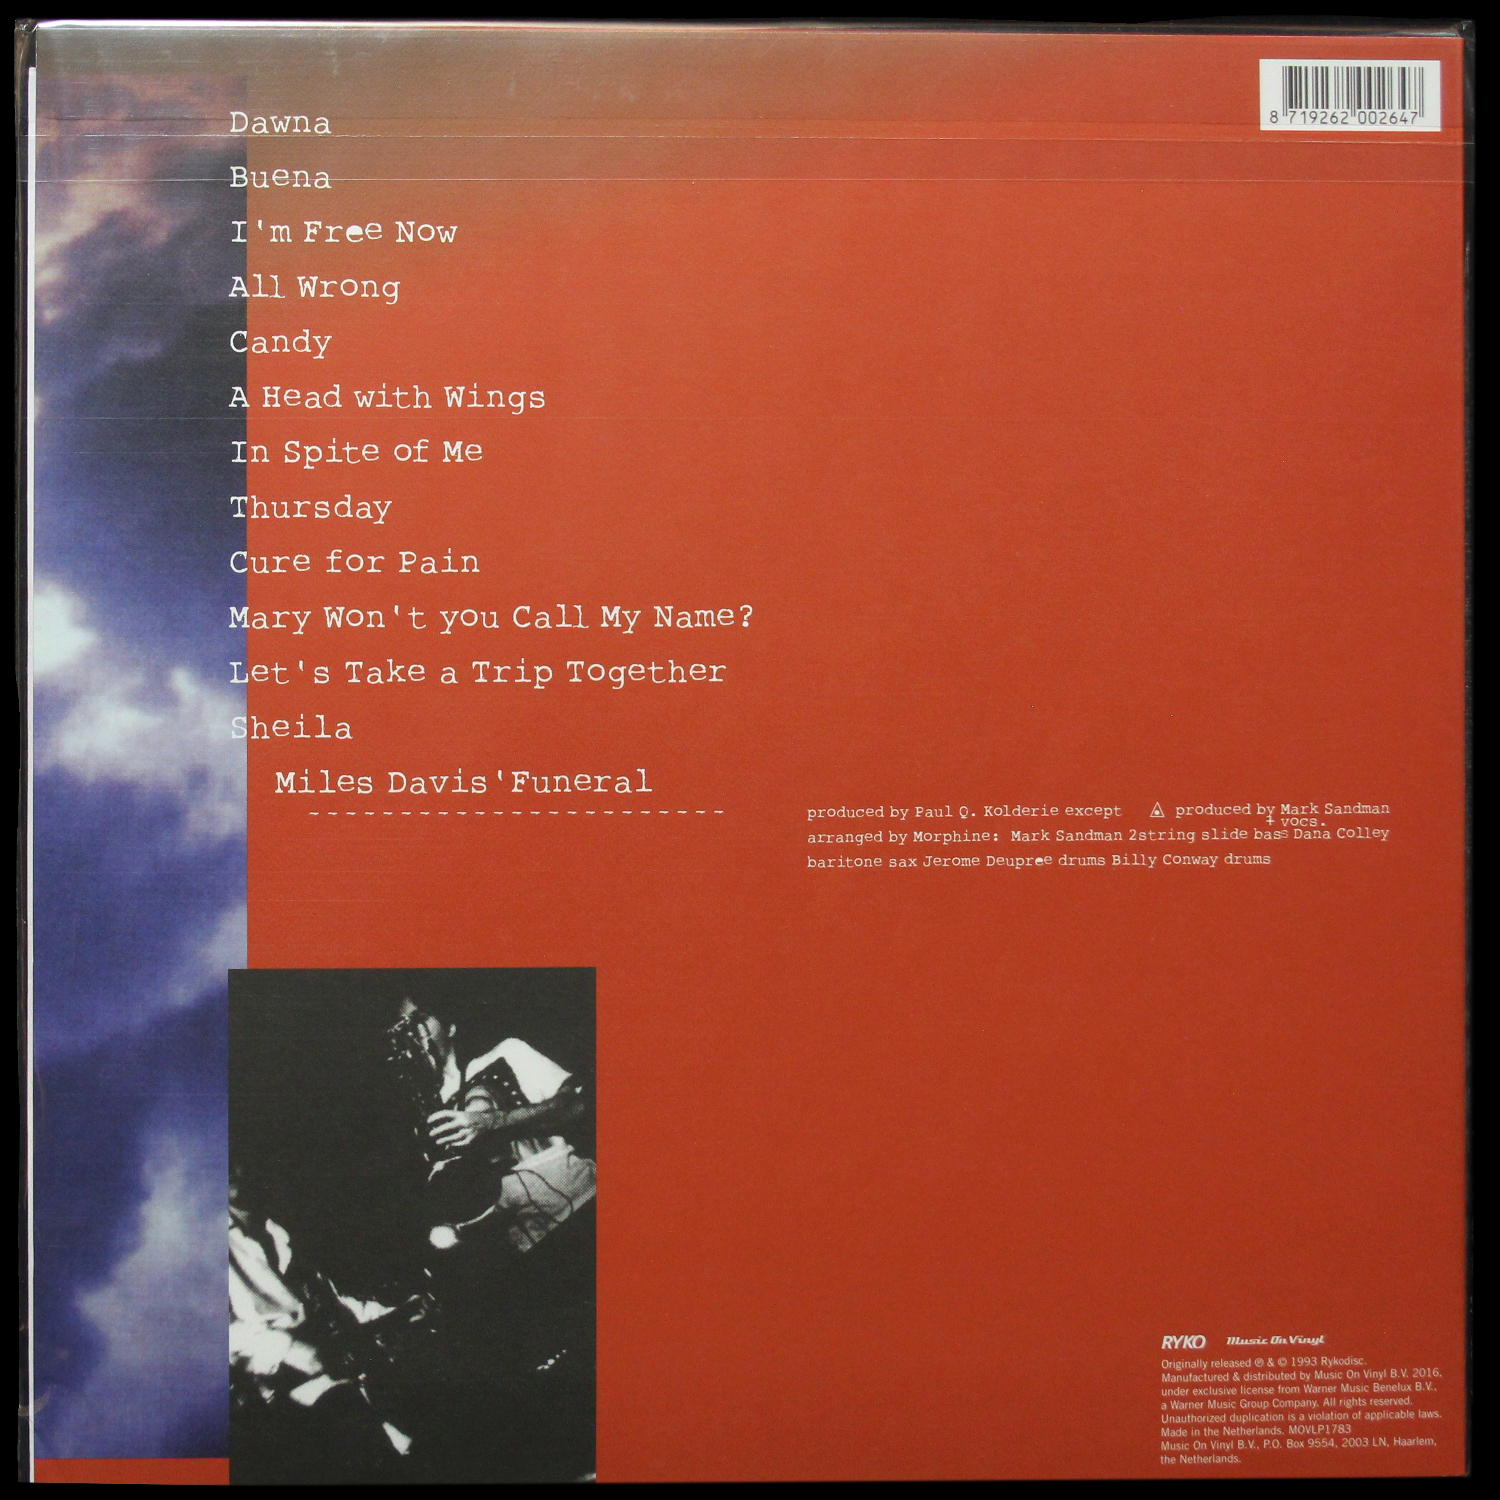 8 719262 002647
Dawna
Buena
I'm Free Now
All Wrong
Candy
A Head with Wings
In Spite of Me
Thursday
Cure for Pain
Mary Won't you Call My Name?
Let's Take a Trip Together
Sheila
Miles Davis'Funeral
produced by Paul Q. Kolderie except produced by Mark Sandman
+ vocs.
arranged by Morphine: Mark Sandman 2string slide bass Dana Colley
baritone sax Jerome Deupree drums Billy Conway drums
RYKO Music On Vinyl
Originally released ℗ & © 1993 Rykodisc.
Manufactured & distributed by Music On Vinyl B.V. 2016,
under exclusive license from Warner Music Benelux B.V.,
a Warner Music Group Company. All rights reserved.
Unauthorized duplication is a violation of applicable laws.
Made in the Netherlands. MOVLP1783
Music On Vinyl B.V., P.O. Box 9554, 2003 LN, Haarlem,
the Netherlands.